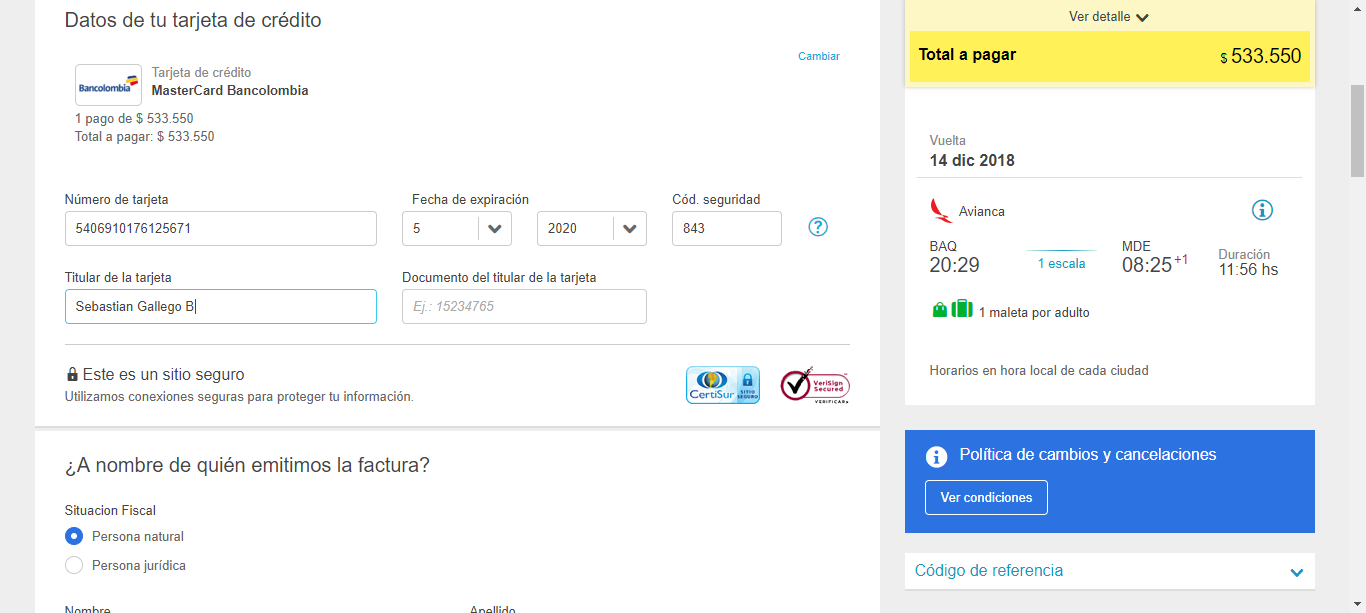 Datos de tu tarjeta de crédito
Cambiar
Bancolombia
Tarjeta de crédito
MasterCard Bancolombia
1 pago de $ 533.550
Total a pagar: $ 533.550
Número de tarjeta
Fecha de expiración
Cód. seguridad
5406910176125671
5
2020
843
?
Titular de la tarjeta
Documento del titular de la tarjeta
Sebastian Gallego B
Ej.: 15234765
Este es un sitio seguro
Utilizamos conexiones seguras para proteger tu información.
CertiSur SITIO SEGURO
VeriSign Secured
VERIFICAR
¿A nombre de quién emitimos la factura?
Situacion Fiscal
Persona natural
Persona jurídica
Nombre
Apellido
Ver detalle
Total a pagar
$ 533.550
Vuelta
14 dic 2018
Avianca
BAQ
20:29
1 escala
MDE
08:25+1
Duración
11:56 hs
1 maleta por adulto
Horarios en hora local de cada ciudad
Política de cambios y cancelaciones
Ver condiciones
Código de referencia